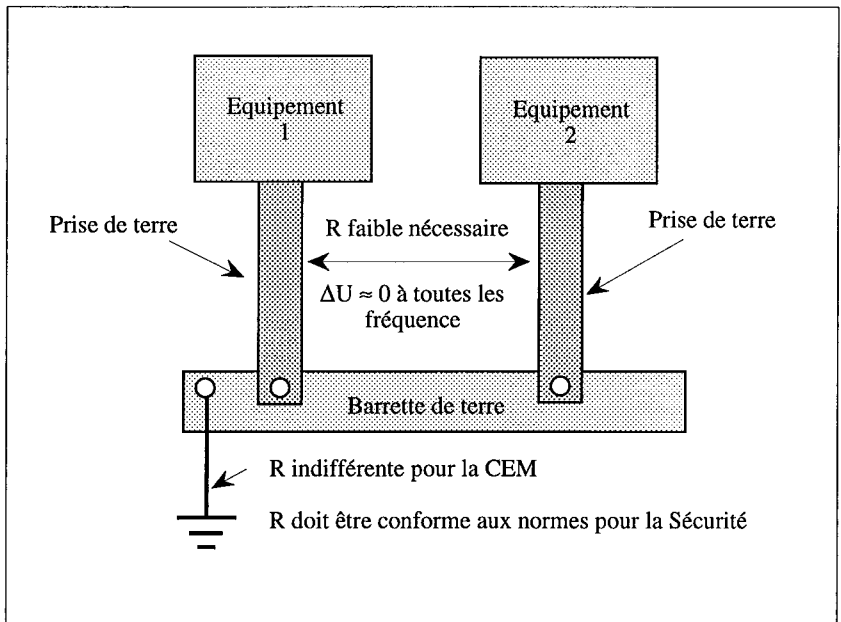 Equipement
1
Equipement
2
Prise de terre
R faible nécessaire
Prise de terre
ΔU ≈ 0 à toutes les
fréquence
Barrette de terre
R indifférente pour la CEM
R doit être conforme aux normes pour la Sécurité